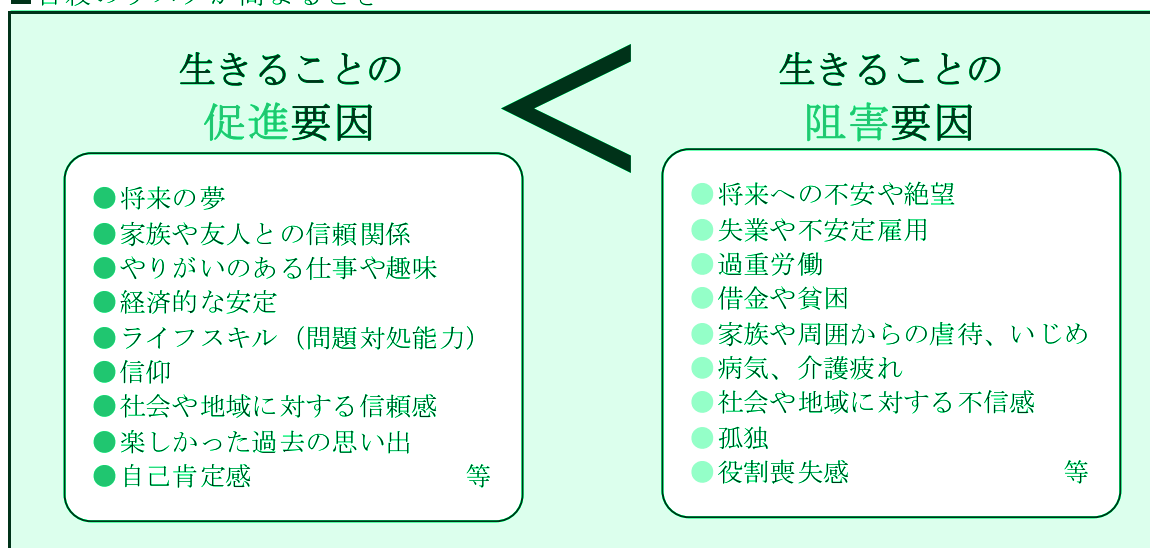 生きることの
促進要因
<
生きることの
阻害要因
●将来の夢
●家族や友人との信頼関係
●やりがいのある仕事や趣味
●経済的な安定
●ライフスキル（問題対処能力）
●信仰
●社会や地域に対する信頼感
●楽しかった過去の思い出
●自己肯定感 等
●将来への不安や絶望
●失業や不安定雇用
●過重労働
●借金や貧困
●家族や周囲からの虐待、いじめ
●病気、介護疲れ
●社会や地域に対する不信感
●孤独
●役割喪失感 等